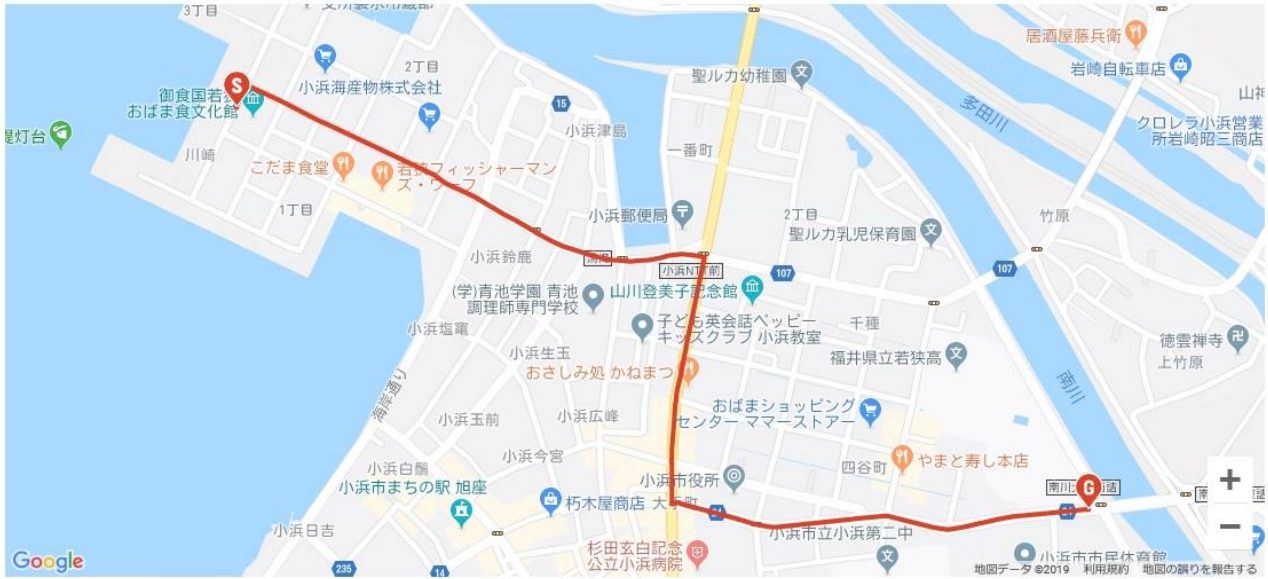 3丁目
2丁目
小浜海産物株式会社
御食国若狭
おばま食文化館
川崎
こだま食堂
若狭フィッシャーマン
ズ・ワーフ
1丁目
15
小浜津島
聖ルカ幼稚園
居酒屋藤兵衛
岩崎自転車店
多田川
クロレラ小浜営業
所岩崎昭三商店
一番町
小浜郵便局
2丁目
聖ルカ乳児保育園
竹原
小浜鈴鹿
小浜NTT前
107
107
(学)青池学園 青池
調理師専門学校
山川登美子記念館
子ども英会話ペッピー
キッズクラブ 小浜教室
千種
福井県立若狭高
徳雲禅寺
上竹原
小浜塩竃
小浜生玉
おさしみ処 かねまつ
南川
海岸通り
小浜玉前
小浜広峰
おばまショッピング
センター ママーストアー
小浜今宮
四谷町
やまと寿し本店
小浜白鬚
小浜市まちの駅 旭座
小浜市役所
朽木屋商店
大手町
小浜日吉
S
G
小浜市立小浜第二中
杉田玄白記念
公立小浜病院
小浜市市民体育館
235
14
+
−
Google
地図データ ©2019 利用規約 地図の誤りを報告する